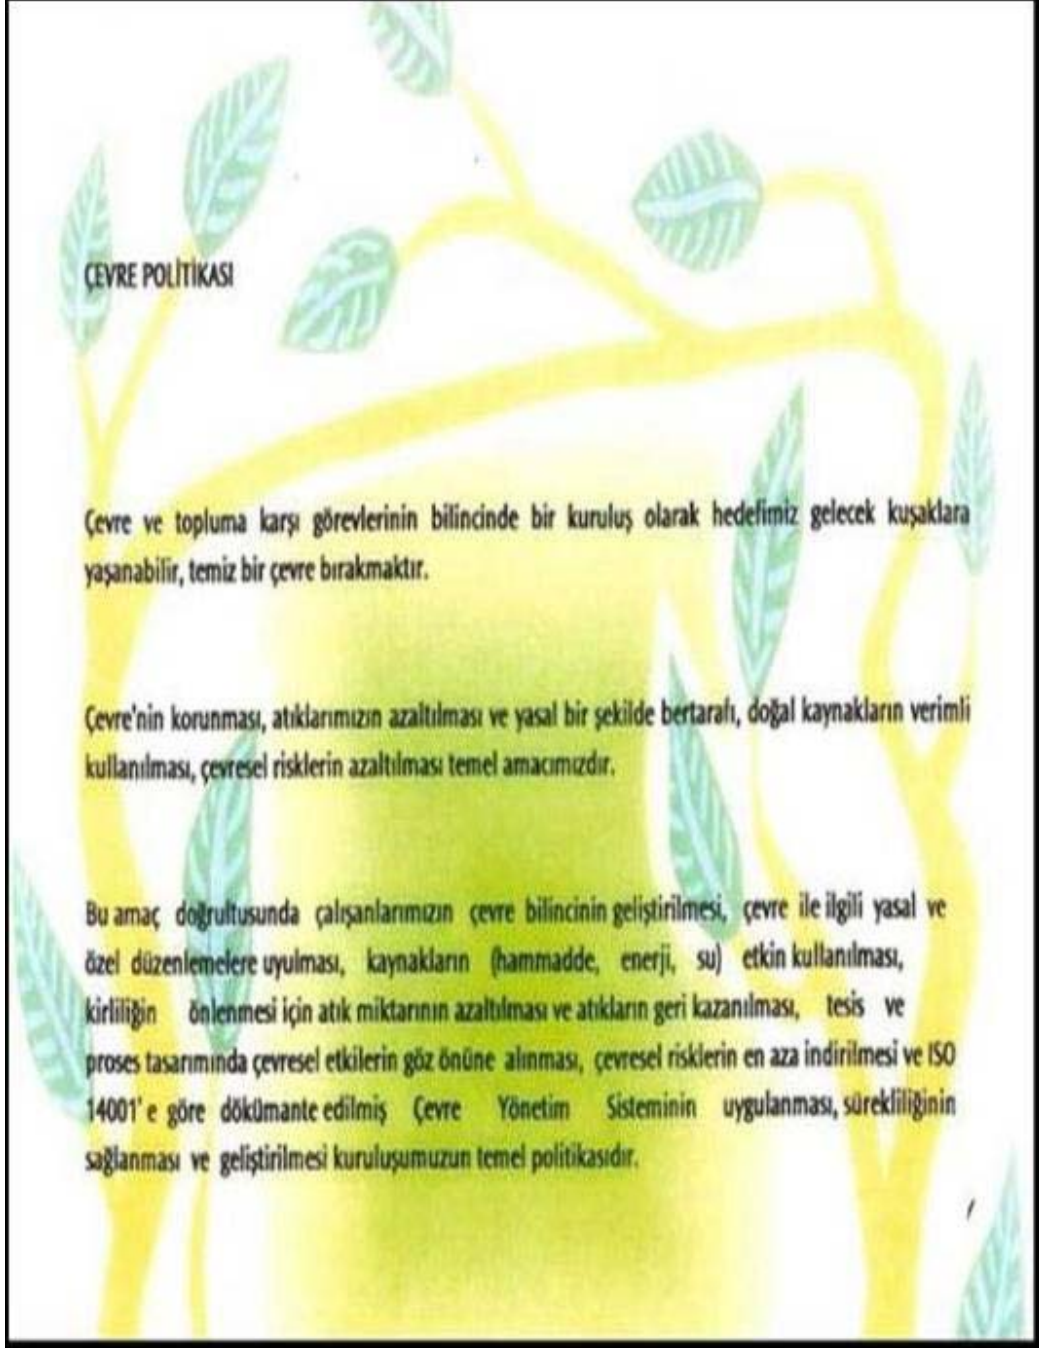 ÇEVRE POLİTİKASI
Çevre ve topluma karşı görevlerinin bilincinde bir kuruluş olarak hedefimiz gelecek kuşaklara
yaşanabilir, temiz bir çevre bırakmaktır.
Çevre'nin korunması, atıklarımızın azaltılması ve yasal bir şekilde bertarafı, doğal kaynakların verimli
kullanılması, çevresel risklerin azaltılması temel amacımızdır.
Bu amaç doğrultusunda çalışanlarımızın çevre bilincinin geliştirilmesi, çevre ile ilgili yasal ve
özel düzenlemelere uyulması, kaynakların (hammadde, enerji, su) etkin kullanılması,
kirliliğin önlenmesi için atık miktarının azaltılması ve atıkların geri kazanılması, tesis ve
proses tasarımında çevresel etkilerin göz önüne alınması, çevresel risklerin en aza indirilmesi ve ISO
14001' e göre dökümante edilmiş Çevre Yönetim Sisteminin uygulanması, sürekliliğinin
sağlanması ve geliştirilmesi kuruluşumuzun temel politikasıdır.